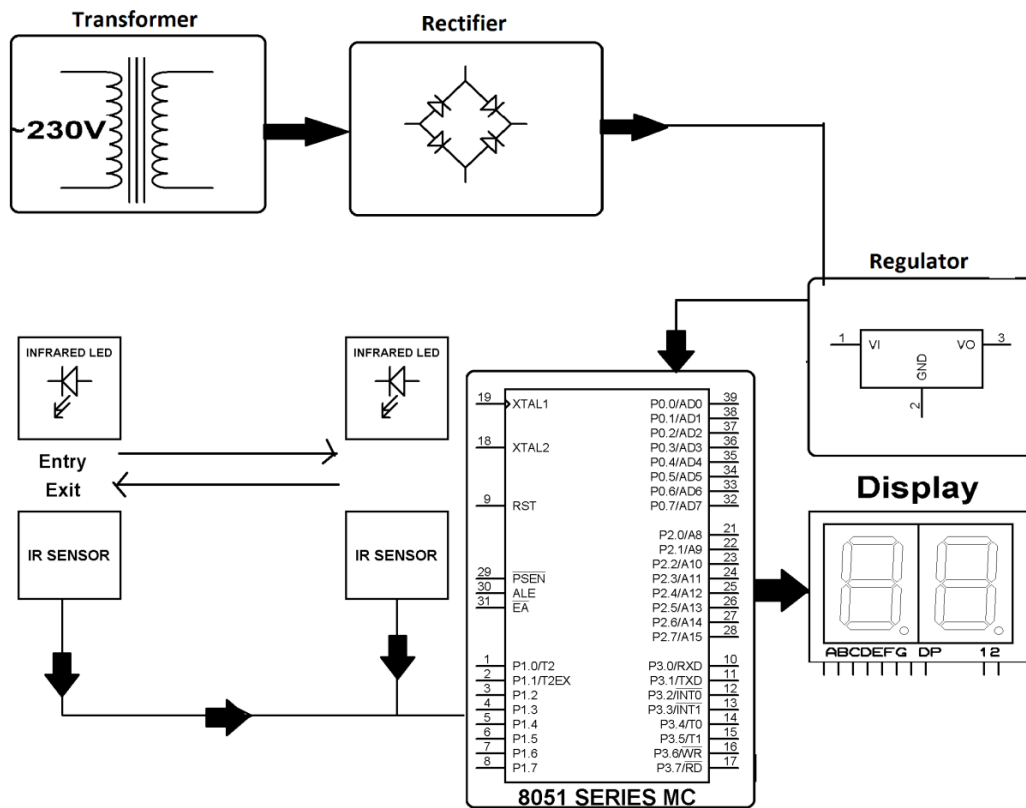 Transformer
Rectifier
~230V
Regulator
1 VI VO 3
GND
2
INFRARED LED
INFRARED LED
Entry
Exit
IR SENSOR
IR SENSOR
19 XTAL1
18 XTAL2
9 RST
29 PSEN
30 ALE
31 EA
1 P1.0/T2
2 P1.1/T2EX
3 P1.2
4 P1.3
5 P1.4
6 P1.5
7 P1.6
8 P1.7
P0.0/AD0 39
P0.1/AD1 38
P0.2/AD2 37
P0.3/AD3 36
P0.4/AD4 35
P0.5/AD5 34
P0.6/AD6 33
P0.7/AD7 32
P2.0/A8 21
P2.1/A9 22
P2.2/A10 23
P2.3/A11 24
P2.4/A12 25
P2.5/A13 26
P2.6/A14 27
P2.7/A15 28
P3.0/RXD 10
P3.1/TXD 11
P3.2/INT0 12
P3.3/INT1 13
P3.4/T0 14
P3.5/T1 15
P3.6/WR 16
P3.7/RD 17
8051 SERIES MC
Display
ABCDEFG DP 12